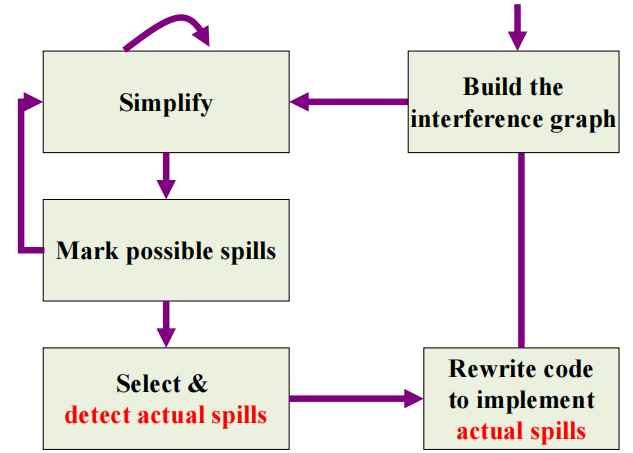 Simplify
Build the
interference graph
Mark possible spills
Select &
detect actual spills
Rewrite code
to implement
actual spills